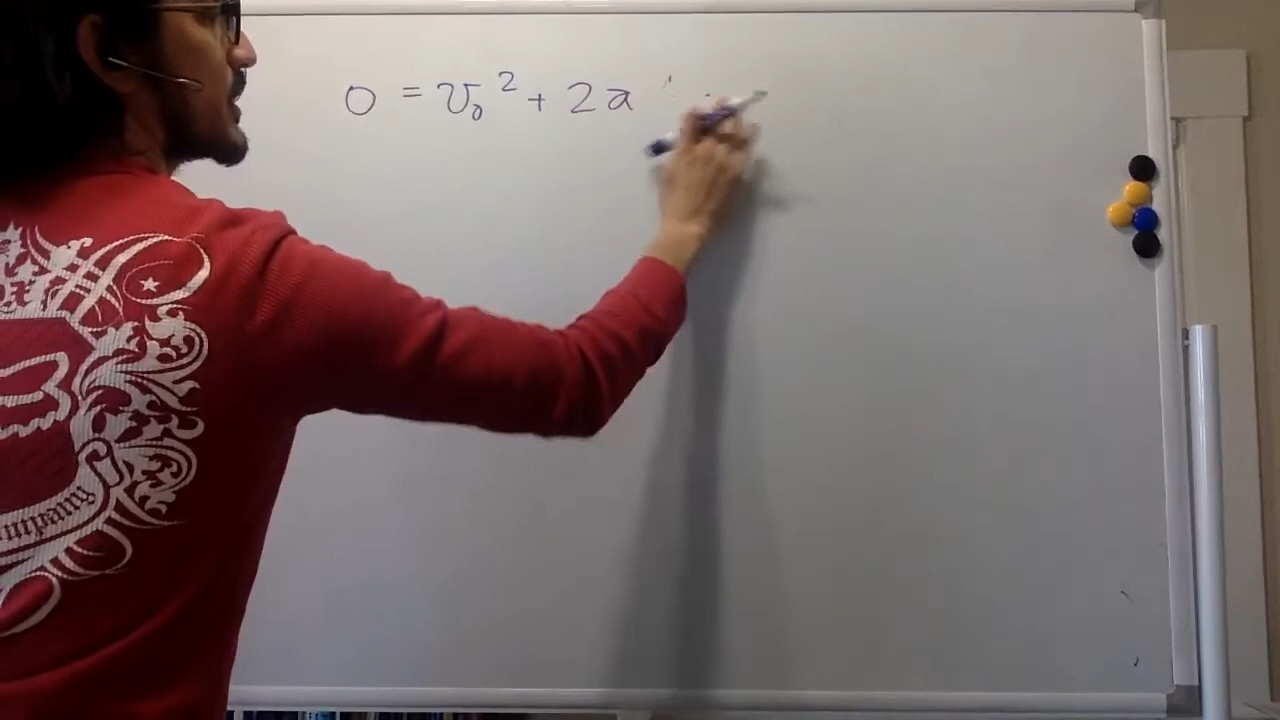 0 = v₀² + 2a